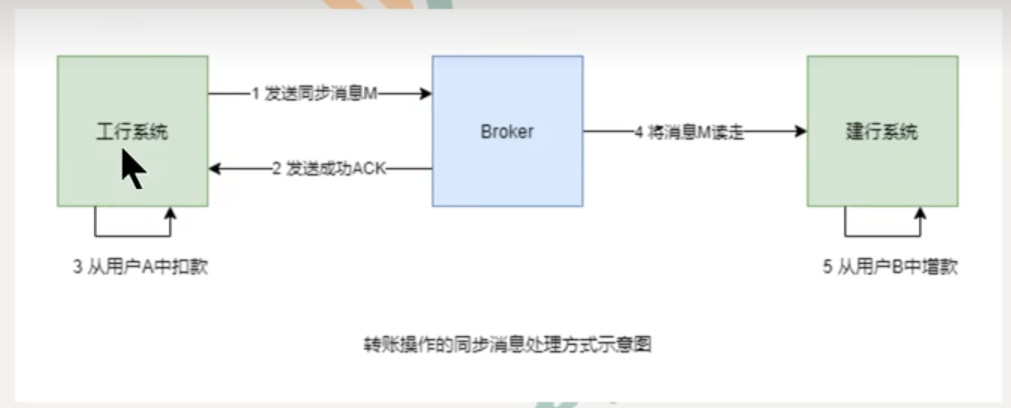 1 发送同步消息M
工行系统
Broker
4 将消息M读走
建行系统
2 发送成功ACK
3 从用户A中扣款
5 从用户B中增款
转账操作的同步消息处理方式示意图